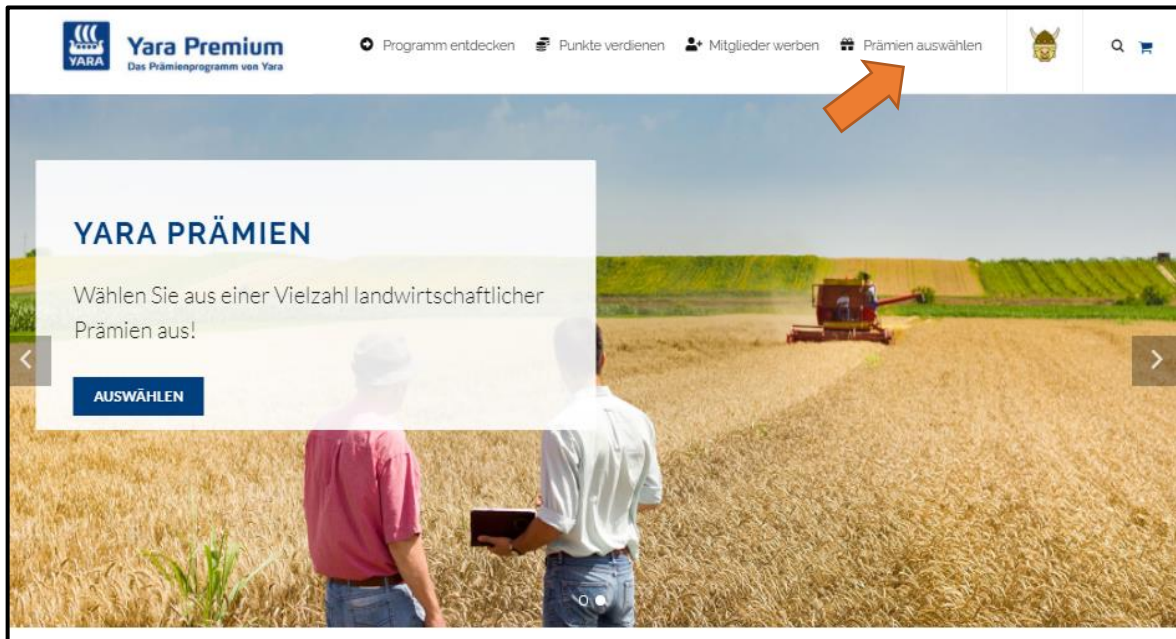 YARA
Yara Premium
Das Prämienprogramm von Yara
Programm entdecken
Punkte verdienen
Mitglieder werben
Prämien auswählen
YARA PRÄMIEN
Wählen Sie aus einer Vielzahl landwirtschaftlicher
Prämien aus!
AUSWÄHLEN